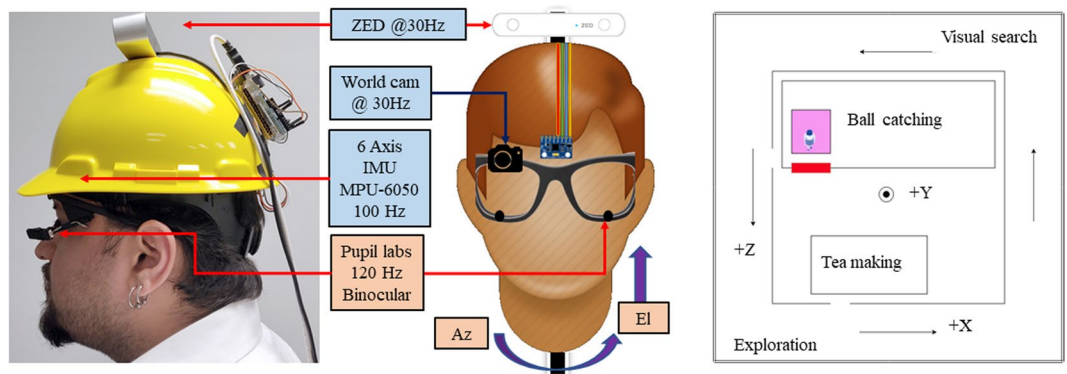 ZED @30Hz
World cam
@ 30Hz
6 Axis
IMU
MPU-6050
100 Hz
Pupil labs
120 Hz
Binocular
ZED
Az
El
Visual search
Ball catching
+Y
+Z
Tea making
+X
Exploration